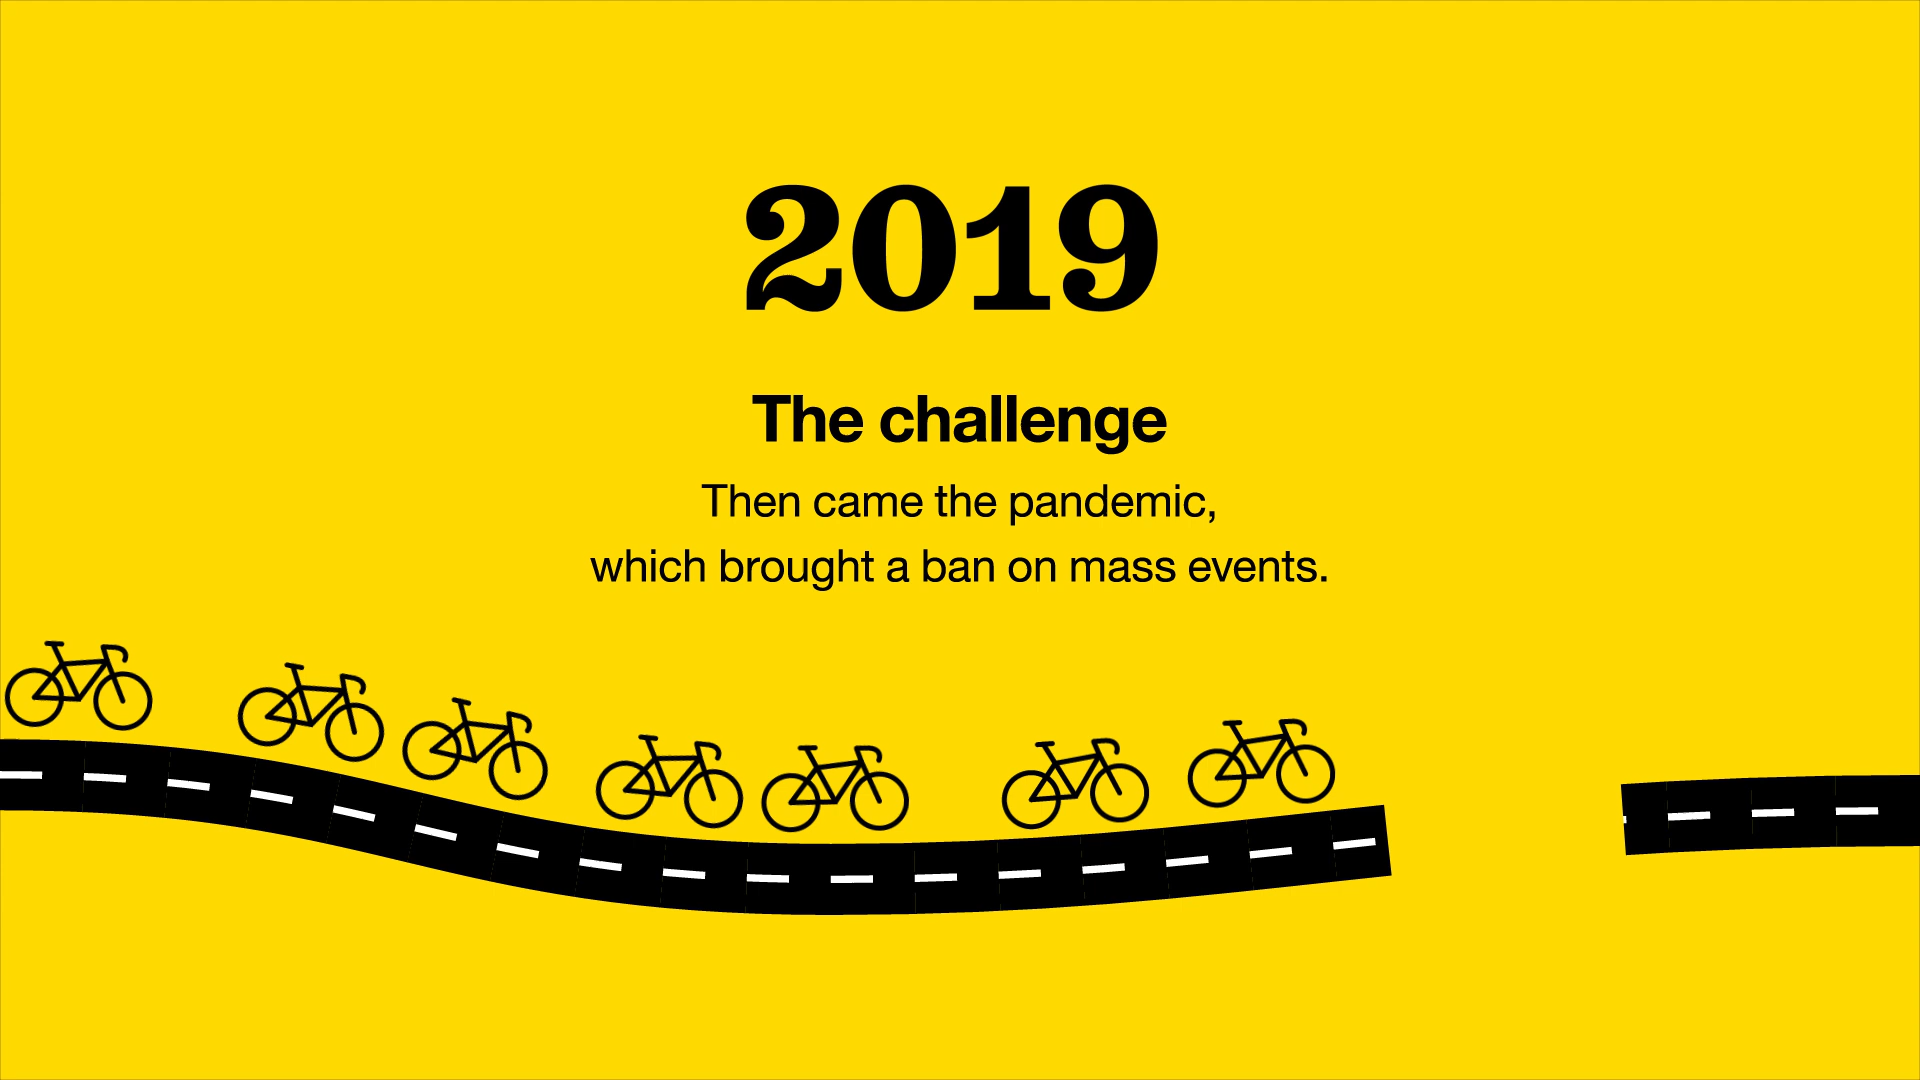 2019
The challenge
Then came the pandemic,
which brought a ban on mass events.